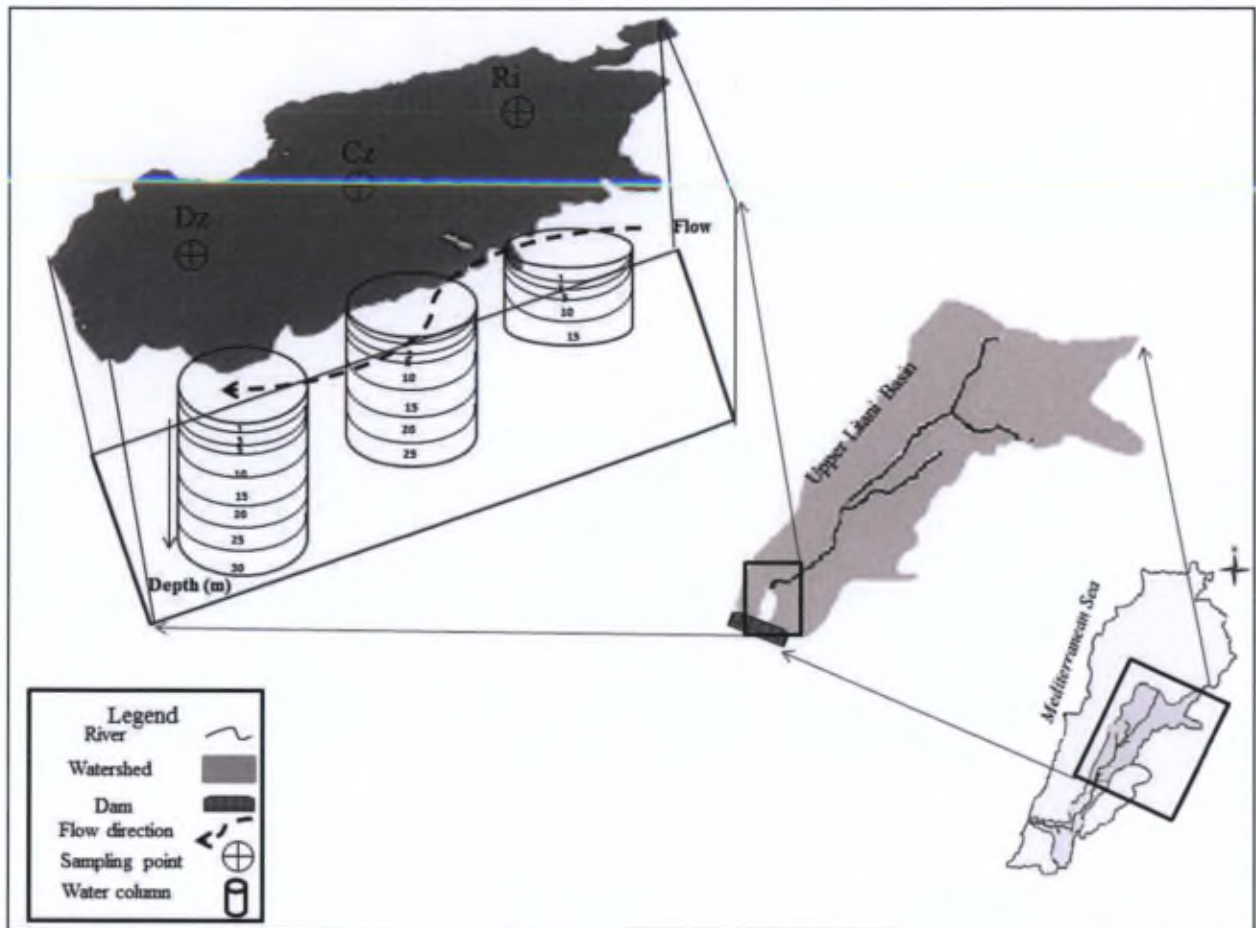 Ri
Cz
Dz
Flow
10
15
10
15
20
25
10
15
20
25
30
Depth (m)
Upper Litani Basin
Mediterranean Sea
Legend
River
Watershed
Dam
Flow direction
Sampling point
Water column